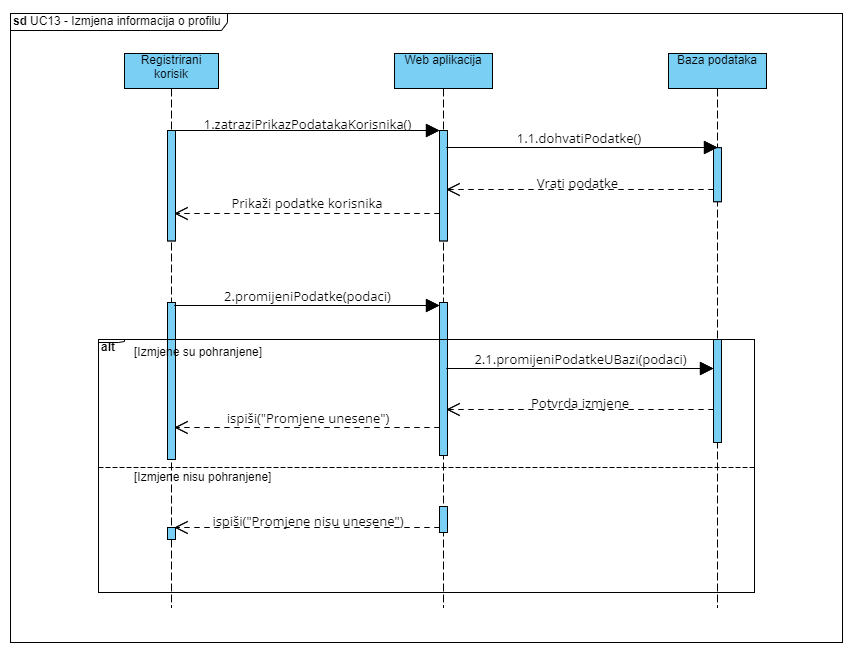 sd UC13 - Izmjena informacija o profilu
Registrirani
korisik
Web aplikacija
Baza podataka
1.zatraziPrikazPodatakaKorisnika()
1.1.dohvatiPodatke()
Vrati podatke
Prikaži podatke korisnika
2.promijeniPodatke(podaci)
alt
[Izmjene su pohranjene]
2.1.promijeniPodatkeUBazi(podaci)
Potvrda izmjene
ispiši("Promjene unesene")
[Izmjene nisu pohranjene]
ispiši("Promjene nisu unesene")